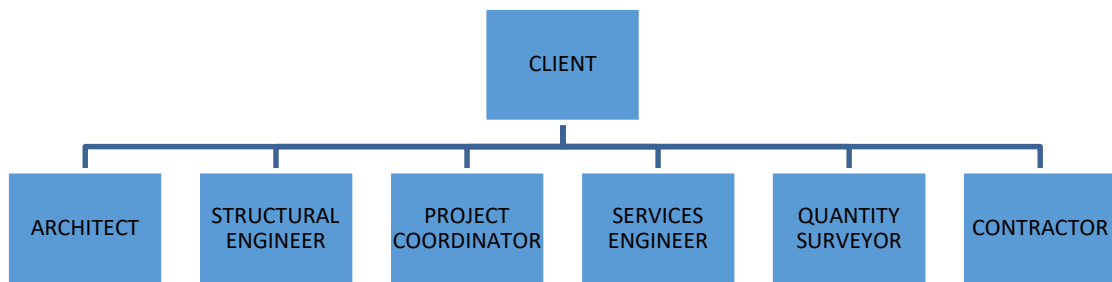 CLIENT
ARCHITECT
STRUCTURAL
ENGINEER
PROJECT
COORDINATOR
SERVICES
ENGINEER
QUANTITY
SURVEYOR
CONTRACTOR